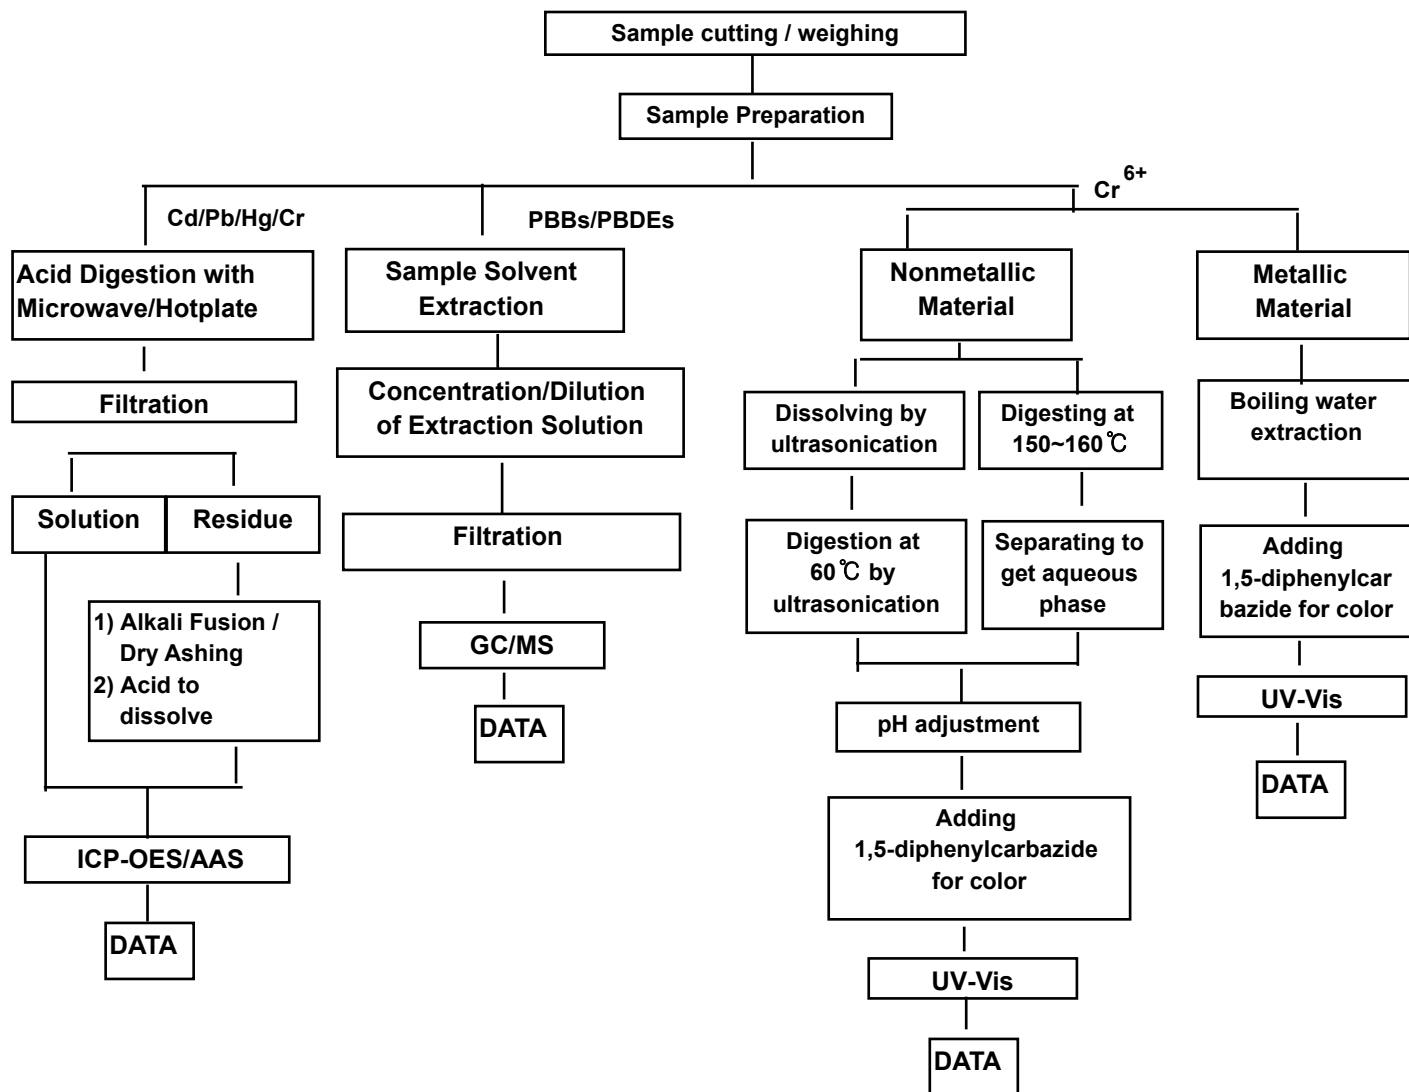 Sample cutting / weighing
Sample Preparation
Cd/Pb/Hg/Cr
PBBs/PBDEs
Cr6+
Acid Digestion with
Microwave/Hotplate
Sample Solvent
Extraction
Nonmetallic
Material
Metallic
Material
Filtration
Concentration/Dilution
of Extraction Solution
Dissolving by
ultrasonication
Digesting at
150~160℃
Boiling water
extraction
Solution
Residue
Filtration
Digestion at
60℃ by
ultrasonication
Separating to
get aqueous
phase
Adding
1,5-diphenylcar
bazide for color
1) Alkali Fusion /
Dry Ashing
2) Acid to
dissolve
GC/MS
DATA
pH adjustment
UV-Vis
DATA
Adding
1,5-diphenylcarbazide
for color
ICP-OES/AAS
DATA
UV-Vis
DATA